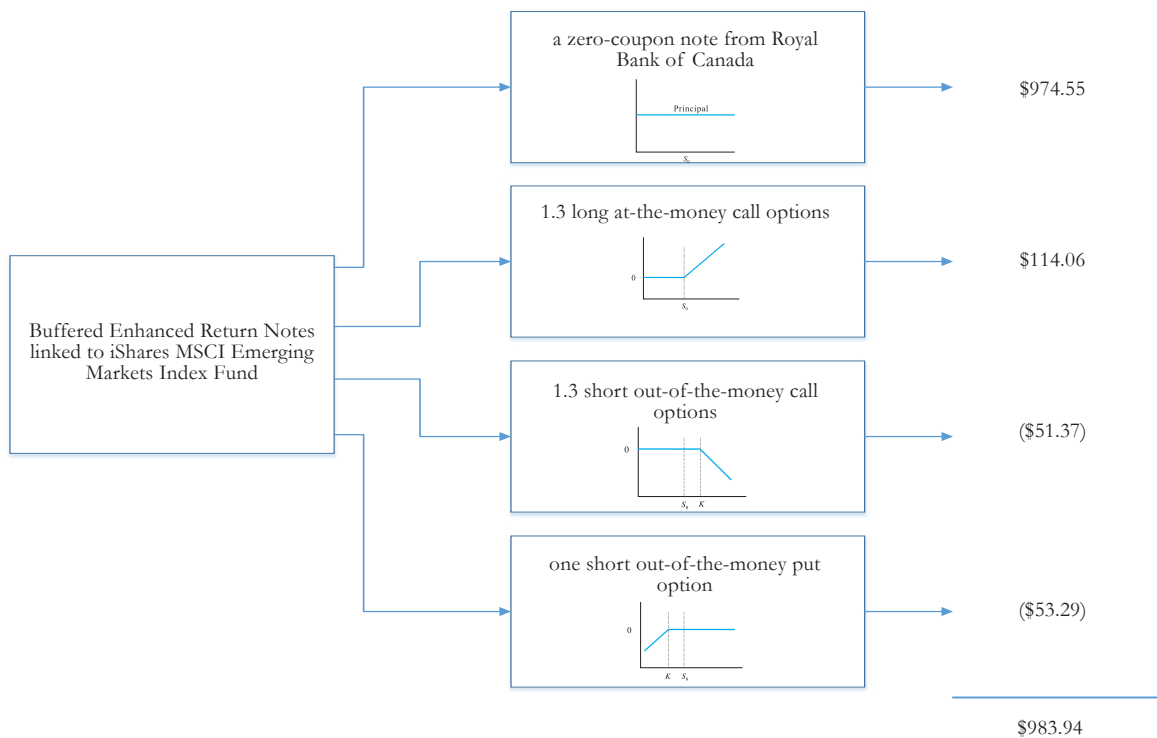 Buffered Enhanced Return Notes
linked to iShares MSCI Emerging
Markets Index Fund
a zero-coupon note from Royal
Bank of Canada
Principal
S₀
$974.55
1.3 long at-the-money call options
0
S₀
$114.06
1.3 short out-of-the-money call
options
0
S₀ K
($51.37)
one short out-of-the-money put
option
0
K S₀
($53.29)
$983.94